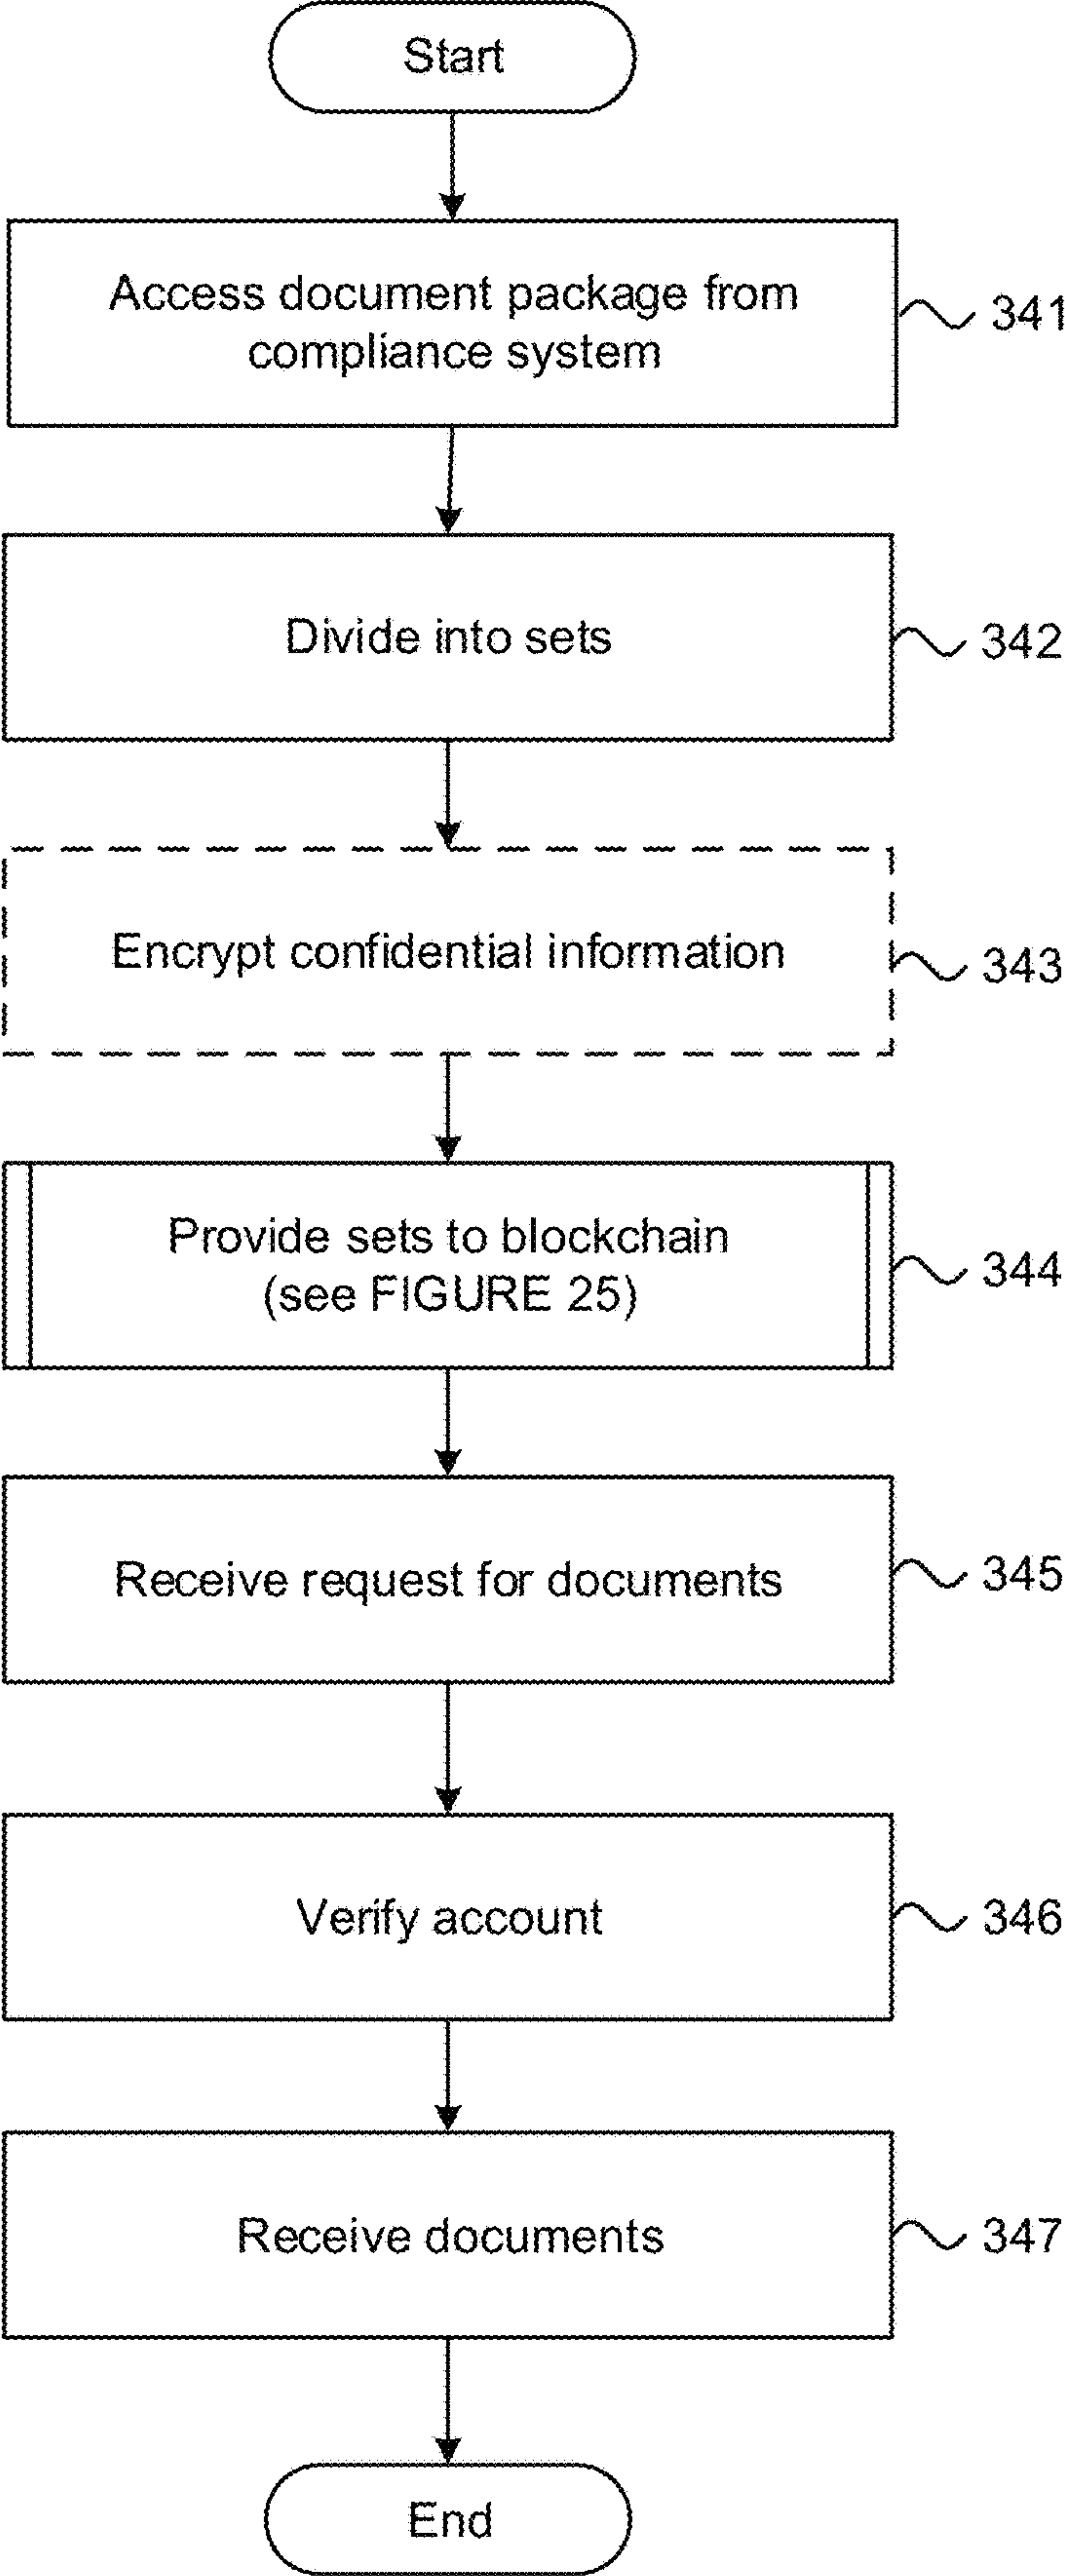 Start
Access document package from
compliance system
341
Divide into sets
342
Encrypt confidential information
343
Provide sets to blockchain
(see FIGURE 25)
344
Receive request for documents
345
Verify account
346
Receive documents
347
End